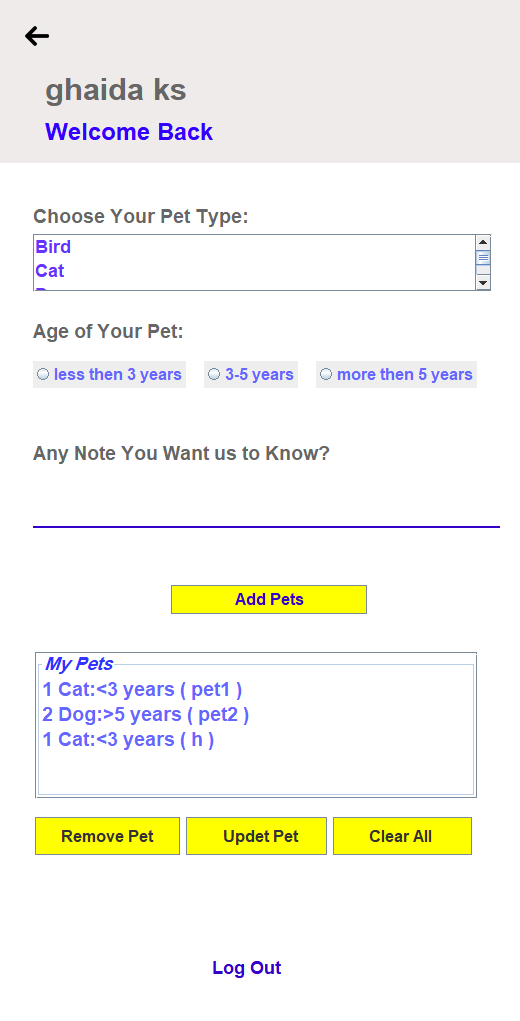 ghaida ks
Welcome Back
Choose Your Pet Type:
Bird
Cat
Age of Your Pet:
less then 3 years 3-5 years more then 5 years
Any Note You Want us to Know?
Add Pets
My Pets
1 Cat:<3 years ( pet1 )
2 Dog:>5 years ( pet2 )
1 Cat:<3 years ( h )
Remove Pet Updet Pet Clear All
Log Out